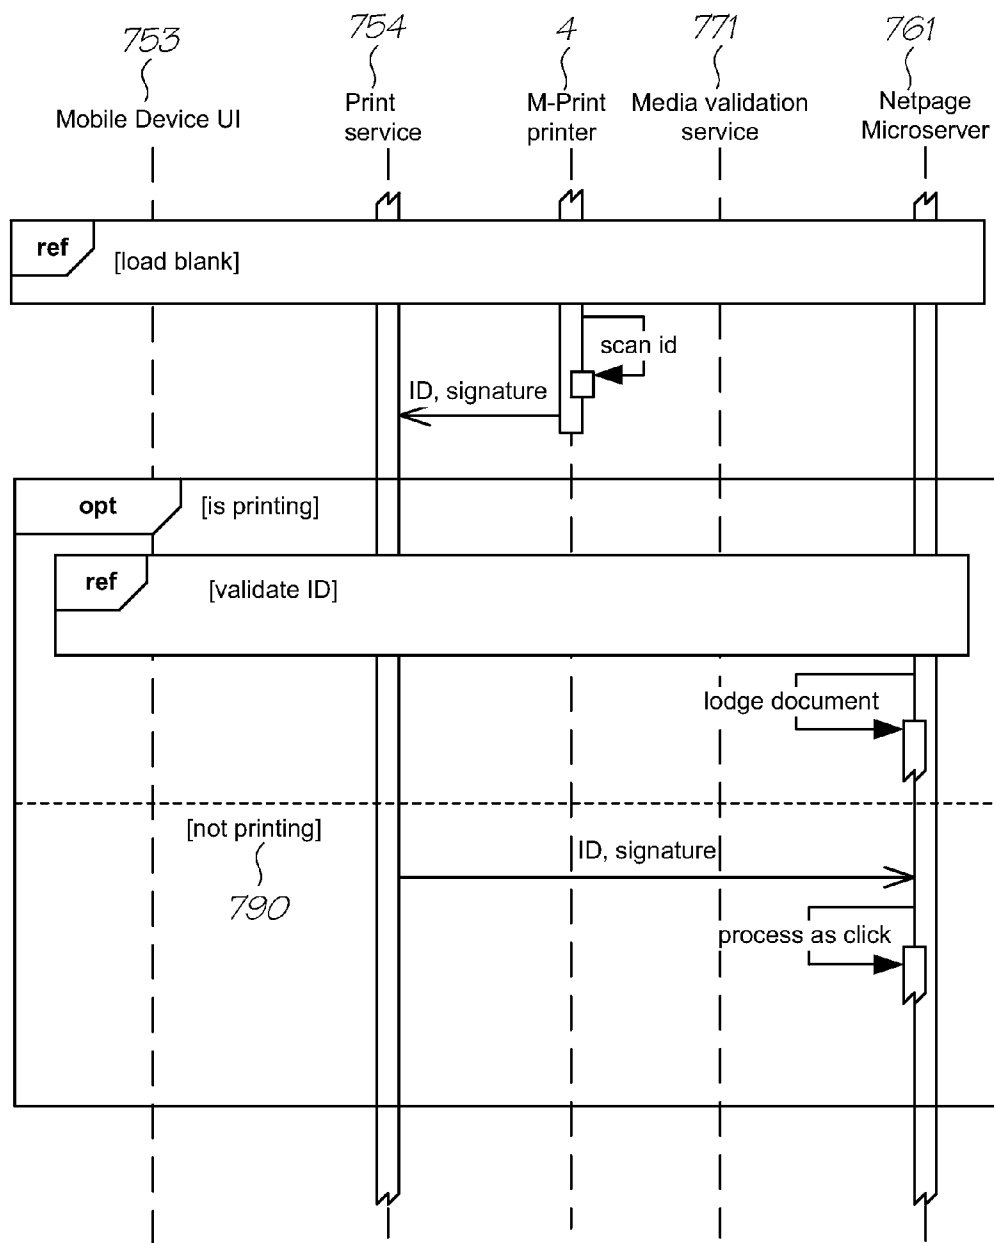 753
754
4
771
761
Mobile Device UI
Print
service
M-Print
printer
Media validation
service
Netpage
Microserver
ref
[load blank]
scan id
ID, signature
opt
[is printing]
ref
[validate ID]
lodge document
[not printing]
790
ID, signature
process as click